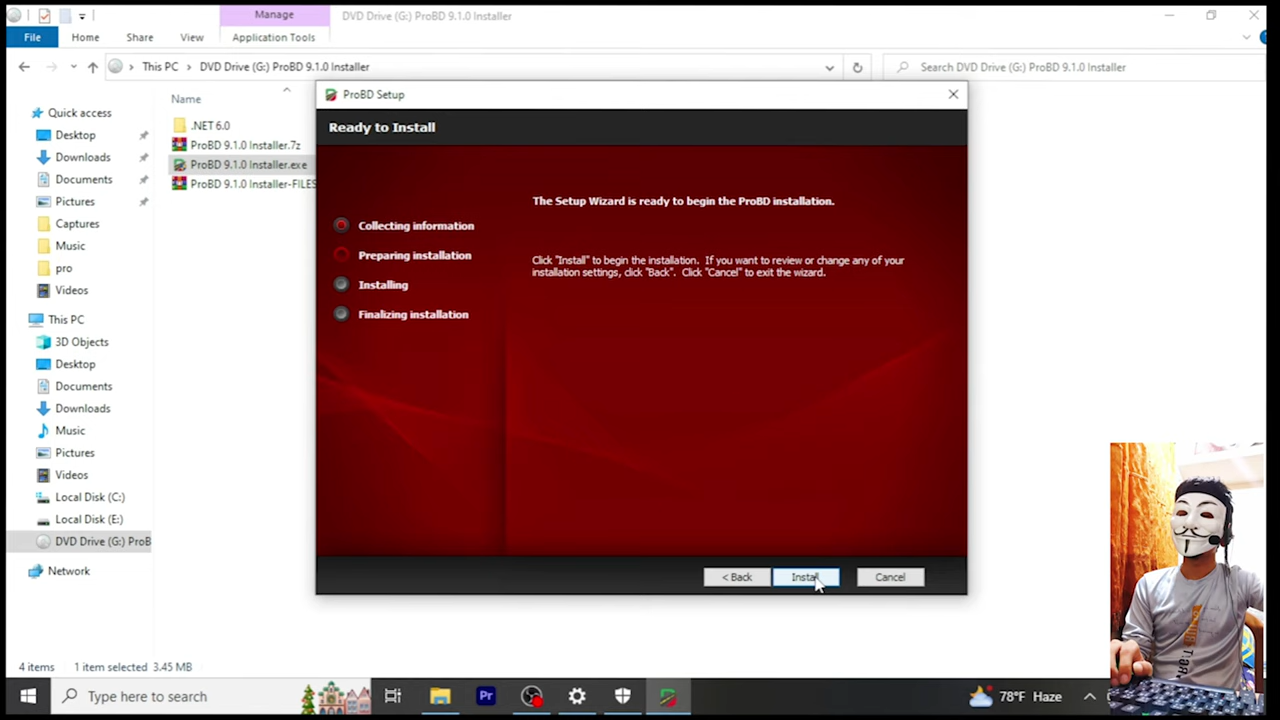 Manage
DVD Drive (G:) ProBD 9.1.0 Installer
File
Home
Share
View
Application Tools
This PC
DVD Drive (G:) ProBD 9.1.0 Installer
Search DVD Drive (G:) ProBD 9.1.0 Installer
Quick access
Desktop
Downloads
Documents
Pictures
Captures
Music
pro
Videos
This PC
3D Objects
Desktop
Documents
Downloads
Music
Pictures
Videos
Local Disk (C:)
Local Disk (E:)
DVD Drive (G:) ProB
Network
Name
.NET 6.0
ProBD 9.1.0 Installer.7z
ProBD 9.1.0 Installer.exe
ProBD 9.1.0 Installer-FILES
ProBD Setup
Ready to Install
Collecting information
Preparing installation
Installing
Finalizing installation
The Setup Wizard is ready to begin the ProBD installation.
Click "Install" to begin the installation. If you want to review or change any of your
installation settings, click "Back". Click "Cancel" to exit the wizard.
< Back
Install
Cancel
4 items
1 item selected 3.45 MB
Type here to search
Pr
78°F Haze